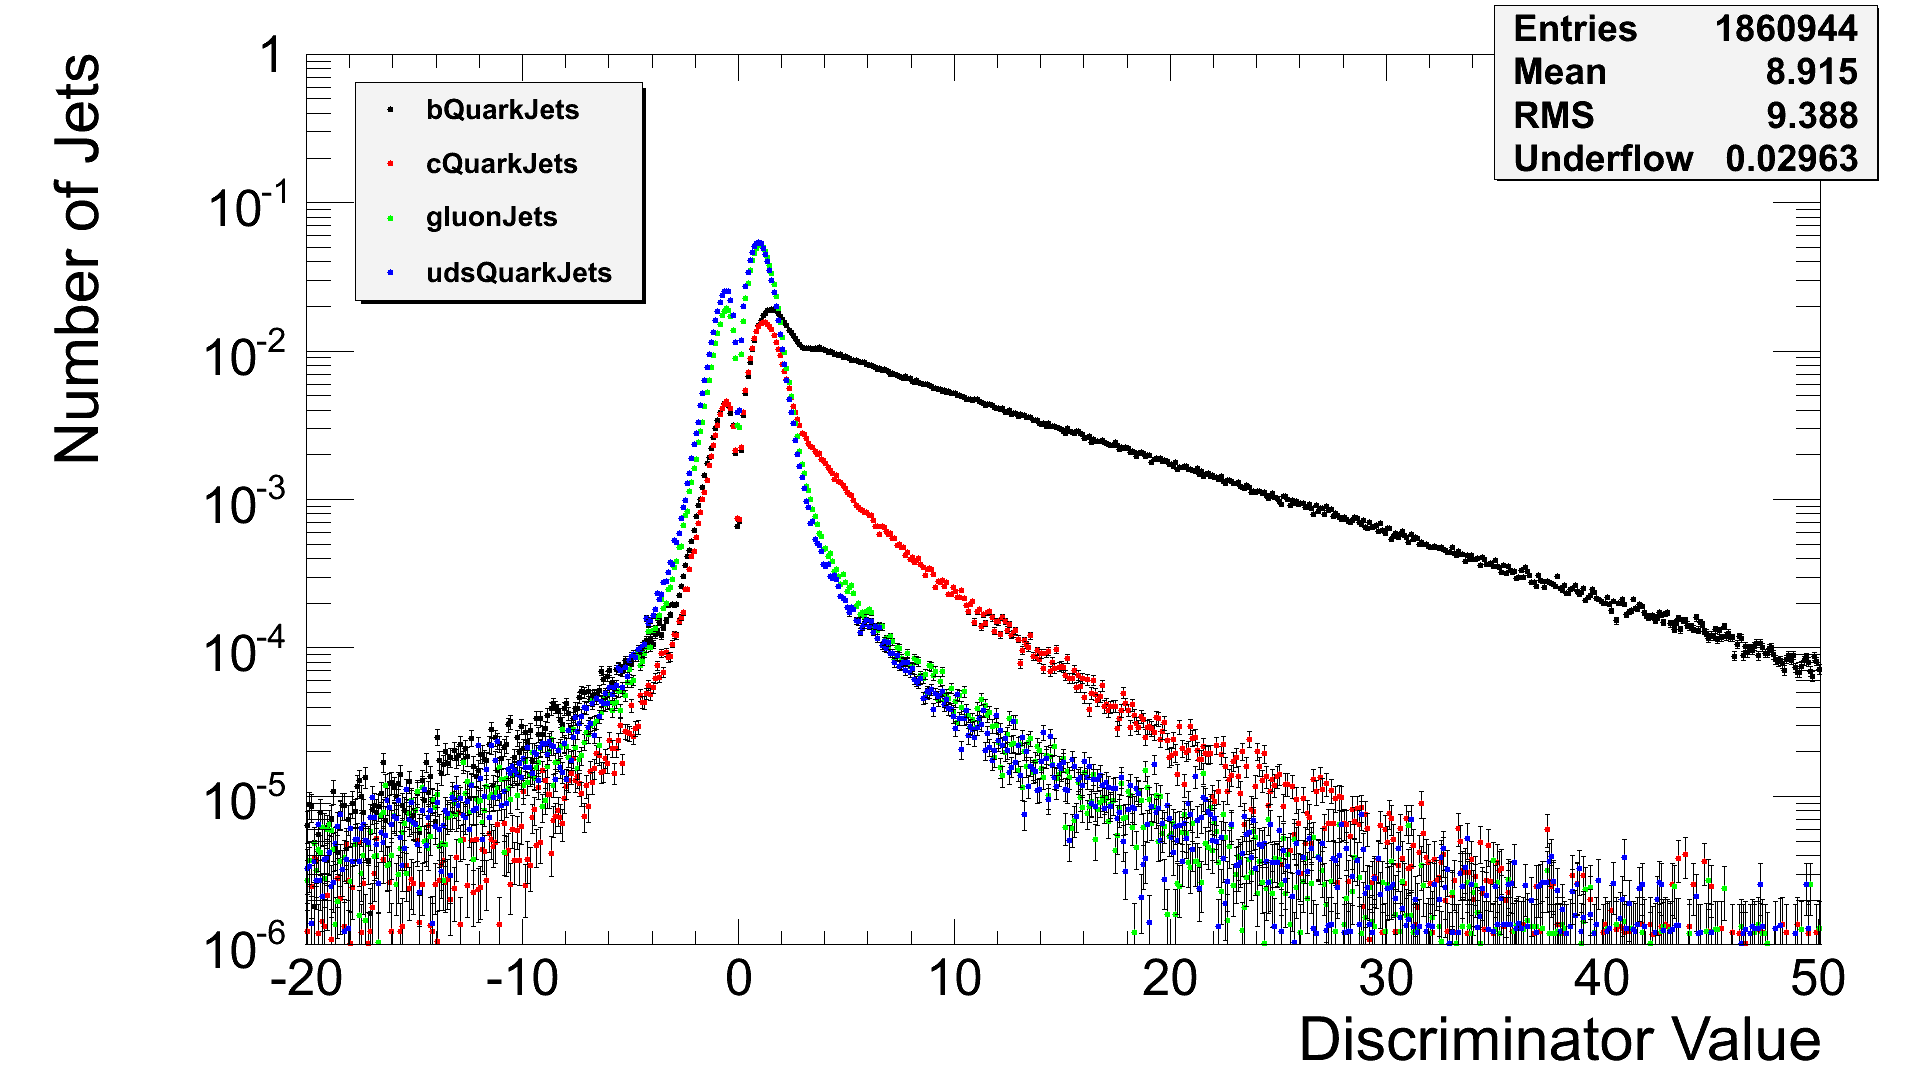 Entries 1860944
Mean 8.915
RMS 9.388
Underflow 0.02963
Number of Jets
1
10-1
10-2
10-3
10-4
10-5
10-6
bQuarkJets
cQuarkJets
gluonJets
udsQuarkJets
-20 -10 0 10 20 30 40 50
Discriminator Value